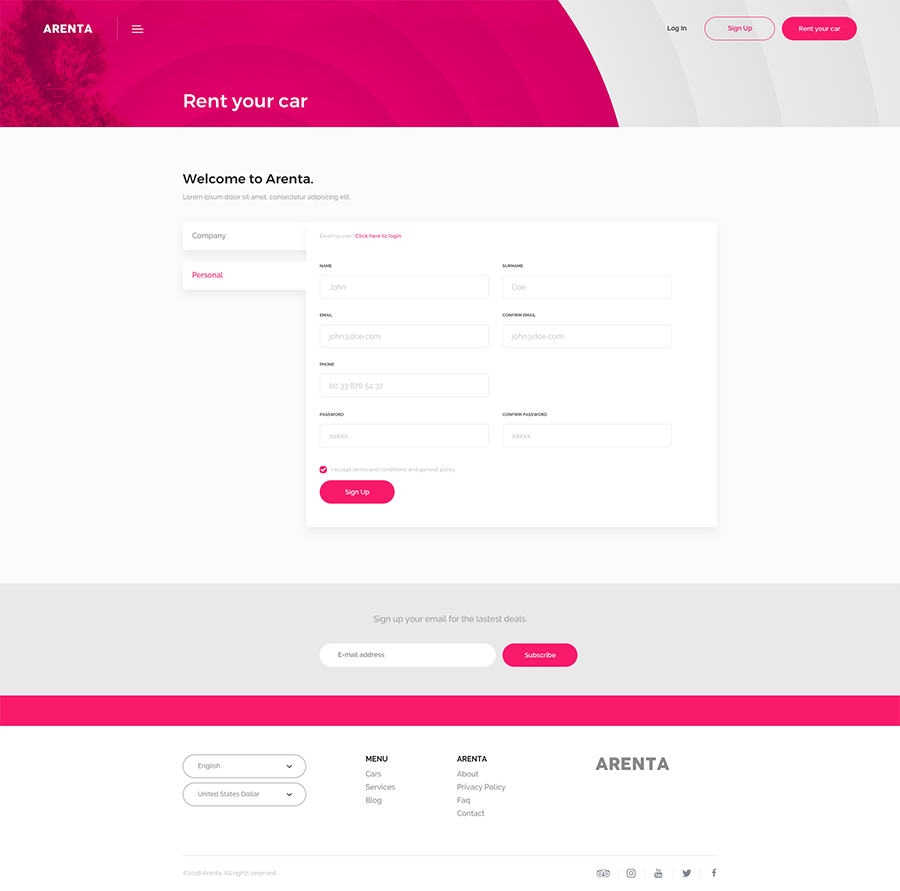 ARENTA
Log In
Sign Up
Rent your car
Rent your car
Welcome to Arenta.
Lorem ipsum dolor sit amet, consectetur adipiscing elit.
Company
Personal
Existing user? Click here to login
NAME
SURNAME
John
Doe
EMAIL
CONFIRM EMAIL
john@doe.com
john@doe.com
PHONE
00 33 876 54 32
PASSWORD
CONFIRM PASSWORD
xxxxx
xxxxx
I accept terms and conditions and general policy.
Sign Up
Sign up your email for the lastest deals.
E-mail address
Subscribe
English
United States Dollar
MENU
Cars
Services
Blog
ARENTA
About
Privacy Policy
Faq
Contact
ARENTA
©2018 Arenta. All rights reserved.